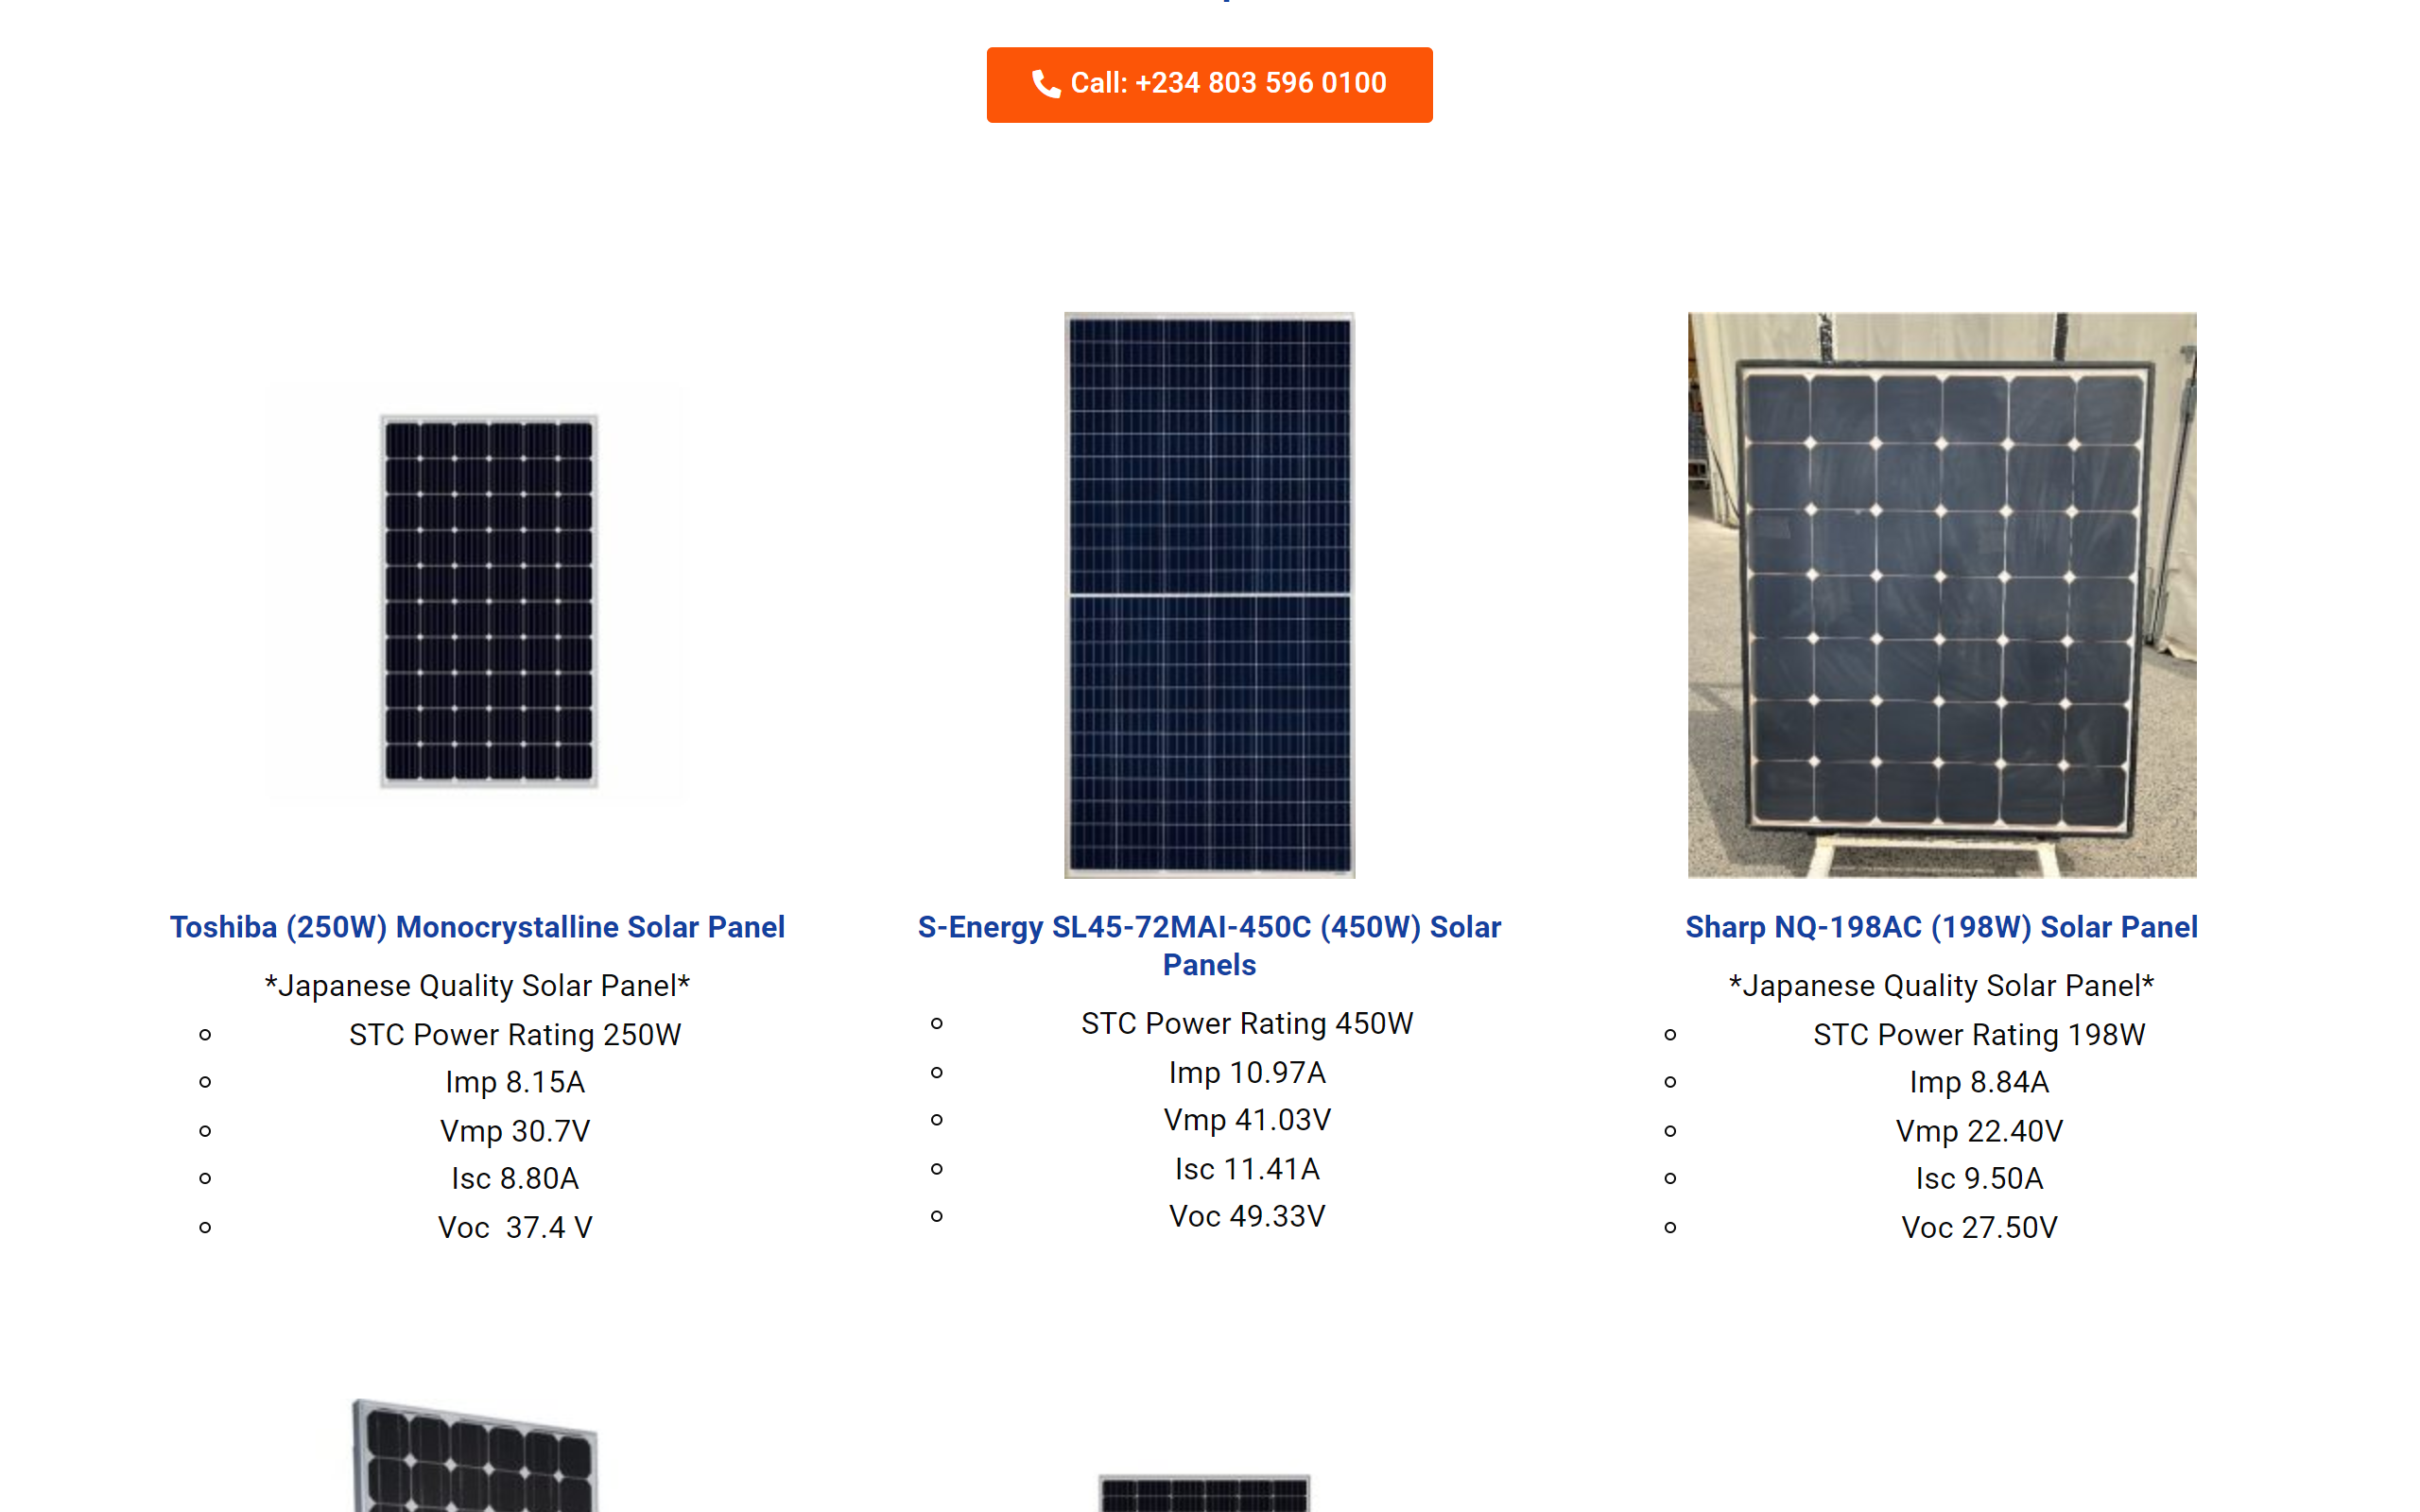 Call: +234 803 596 0100
Toshiba (250W) Monocrystalline Solar Panel
*Japanese Quality Solar Panel*
STC Power Rating 250W
Imp 8.15A
Vmp 30.7V
Isc 8.80A
Voc  37.4 V
S-Energy SL45-72MAI-450C (450W) Solar
Panels
STC Power Rating 450W
Imp 10.97A
Vmp 41.03V
Isc 11.41A
Voc 49.33V
Sharp NQ-198AC (198W) Solar Panel
*Japanese Quality Solar Panel*
STC Power Rating 198W
Imp 8.84A
Vmp 22.40V
Isc 9.50A
Voc 27.50V